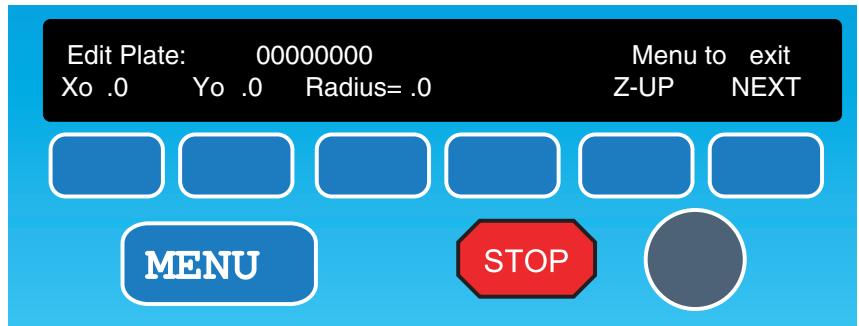 Edit Plate: 00000000 Menu to exit
Xo .0 Yo .0 Radius= .0 Z-UP NEXT
MENU STOP